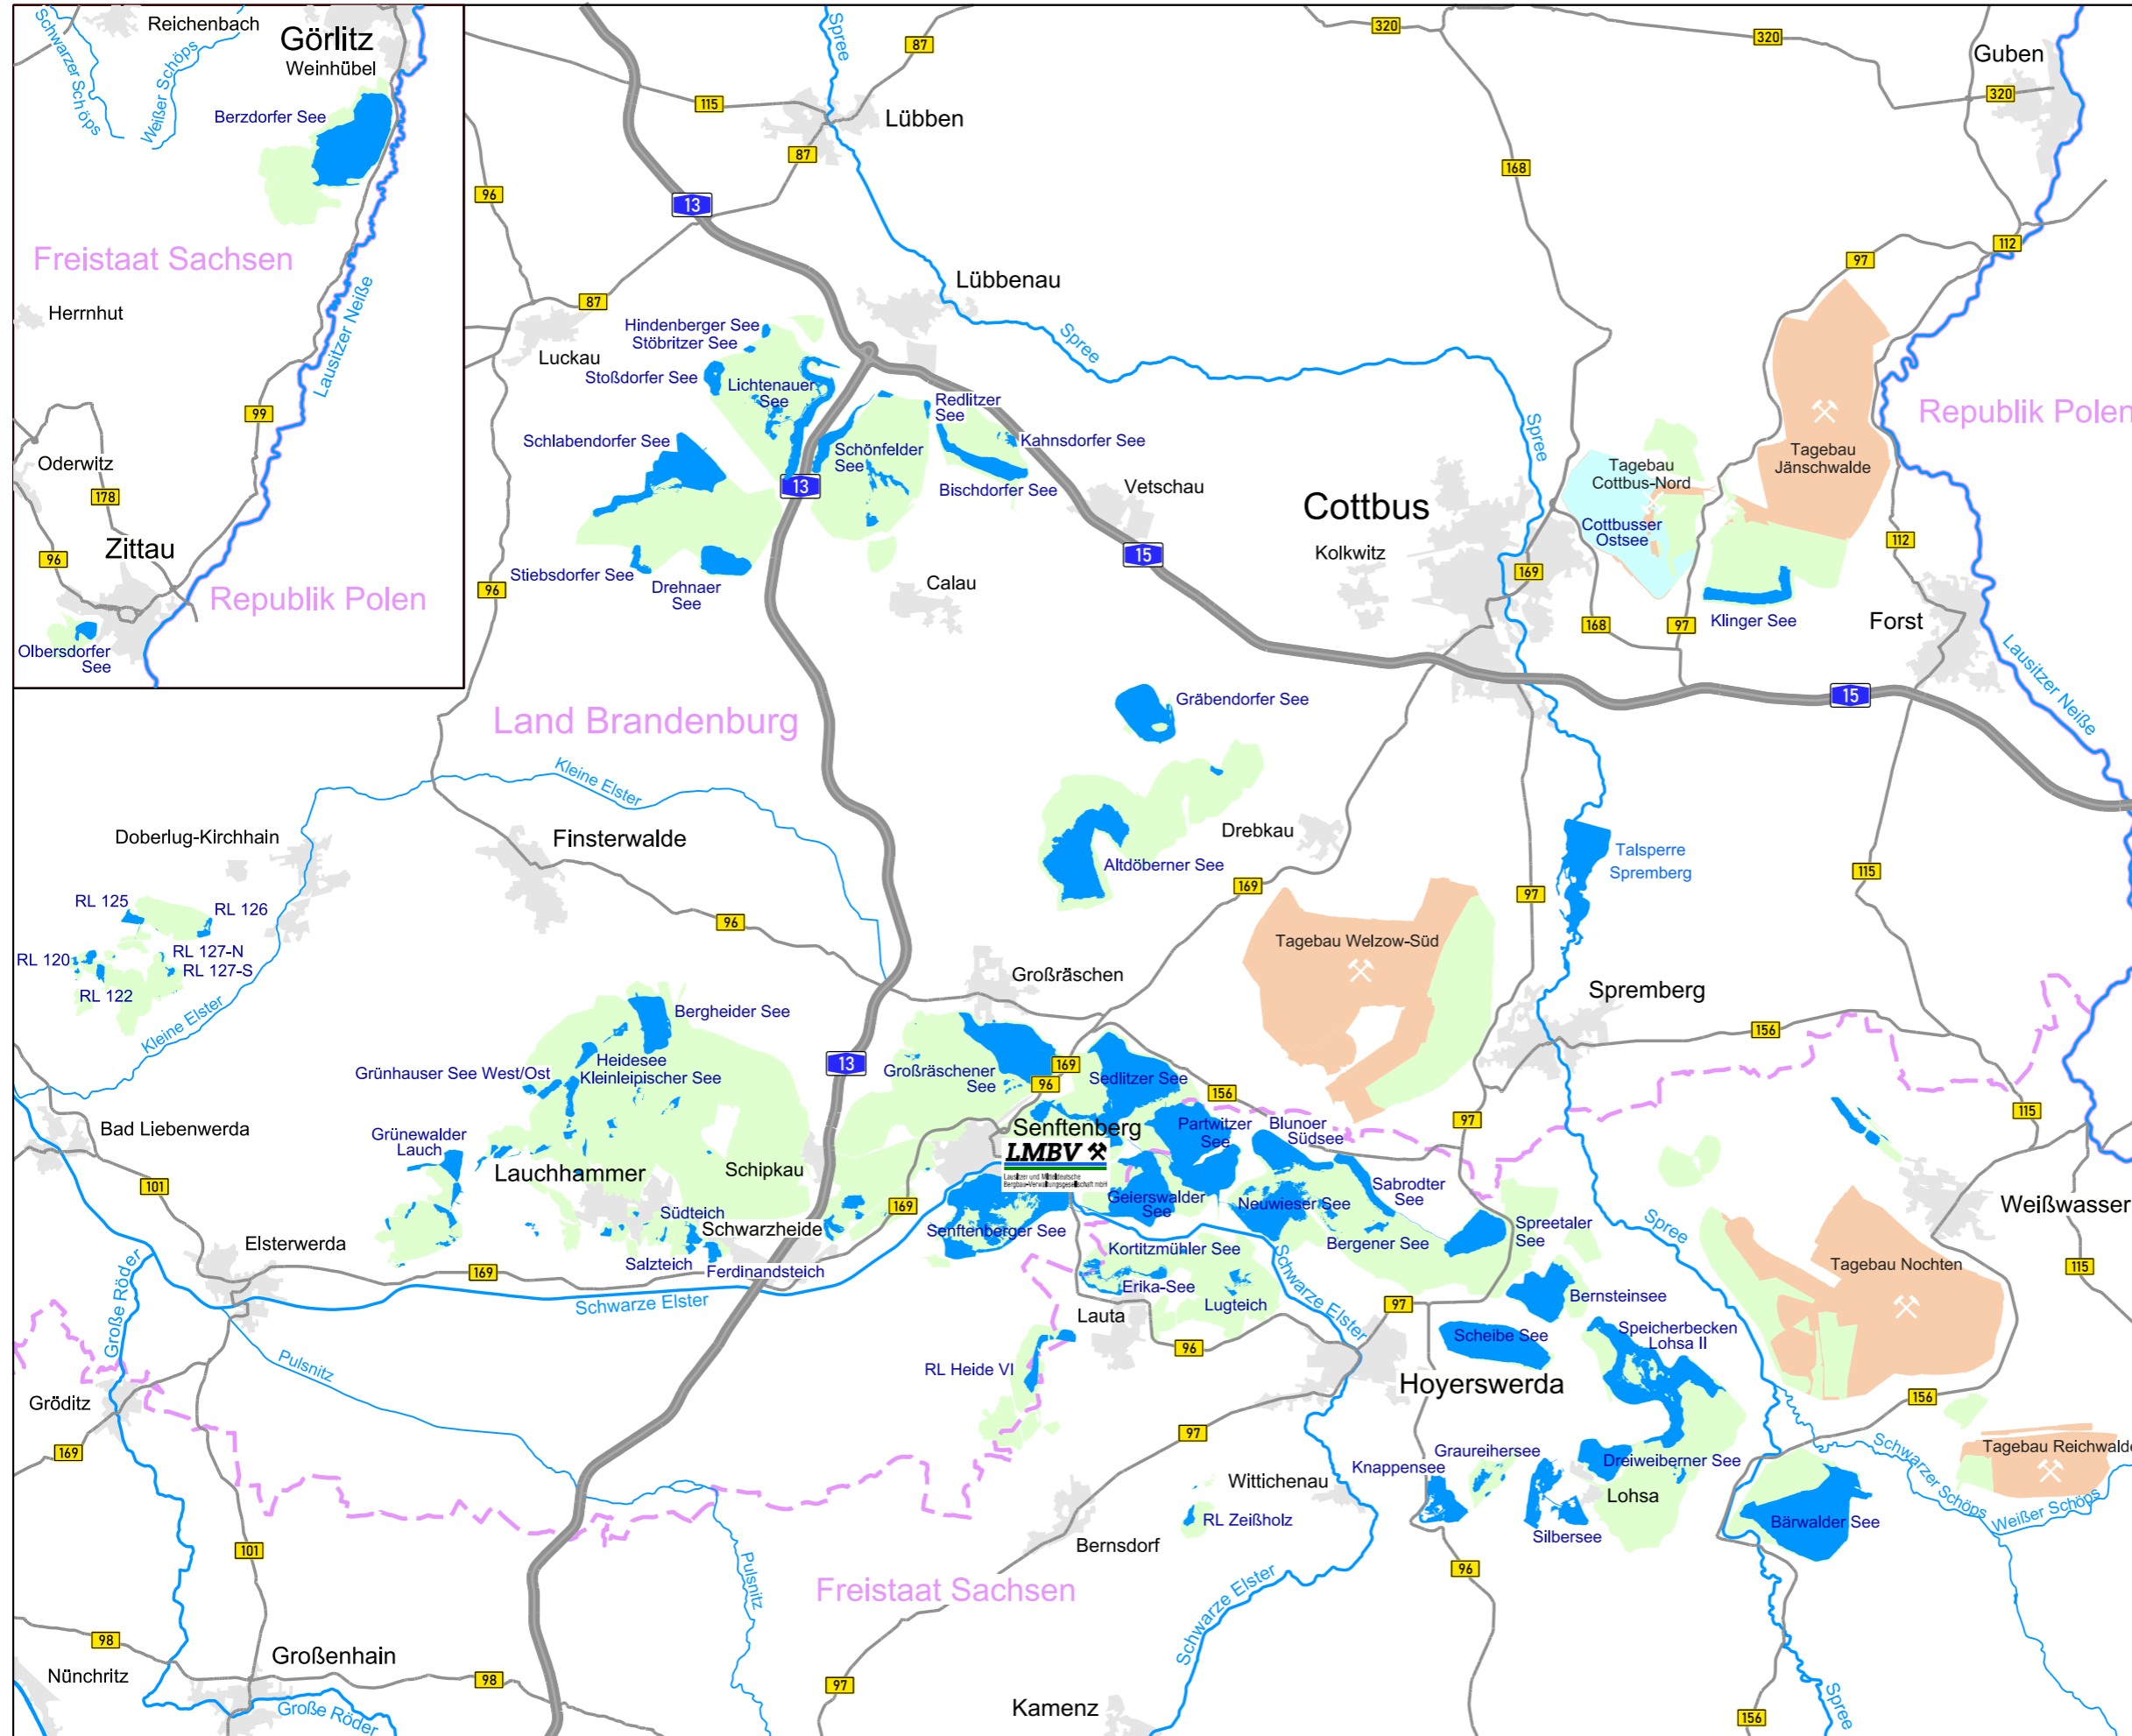 Reichenbach
Görlitz
Weinhübel
Schwarzer Schöps
Weißer Schöps
Berzdorfer See
Freistaat Sachsen
Herrnhut
Lausitzer Neiße
99
Oderwitz
178
96
Zittau
Republik Polen
Olbersdorfer
See
Spree
87
320
320
Guben
320
115
Lübben
87
168
96
13
112
97
Lübbenau
87
Hindenberger See
Stöbritzer See
Luckau
Stoßdorfer See
Lichtenauer
See
Spree
Redlitzer
See
Republik Polen
Schlabendorfer See
Kahnsdorfer See
Schönfelder
See
Spree
Tagebau
Jänschwalde
Tagebau
Cottbus-Nord
13
Bischdorfer See
Vetschau
Cottbus
Cottbusser
Ostsee
Kolkwitz
15
112
169
Stiebsdorfer See
Drehnaer
See
96
Calau
168
97
Klinger See
Forst
Lausitzer Neiße
Gräbendorfer See
15
Land Brandenburg
Kleine Elster
Doberlug-Kirchhain
Finsterwalde
Drebkau
Altdöberner See
Talsperre
Spremberg
169
97
115
RL 125
RL 126
96
RL 120
RL 127-N
RL 127-S
RL 122
Tagebau Welzow-Süd
Großräschen
Spremberg
Kleine Elster
Bergheider See
156
Heidesee
Kleinleipischer See
Grünhauser See West/Ost
13
Großräschener
See
169
96
Sedlitzer See
156
97
115
Bad Liebenwerda
Grünewalder
Lauch
Senftenberg
LMBV
Lausitzer und Mitteldeutsche
Bergbau-Verwaltungsgesellschaft mbH
Partwitzer
See
Blunoer
Südsee
Lauchhammer
Schipkau
101
Geierswalder
See
Sabrodter
See
Neuwieser See
Weißwasser
169
Südteich
Schwarzheide
Senftenberger See
Spreetaler
See
Spree
Elsterwerda
Bergener See
Kortitzmühler See
Salzteich
Ferdinandsteich
169
Schwarze Elster
Erika-See
Lugteich
Schwarze Elster
Tagebau Nochten
115
Große Röder
Bernsteinsee
97
Lauta
Scheibe See
Speicherbecken
Lohsa II
96
Pulsnitz
RL Heide VI
Hoyerswerda
Gröditz
156
169
97
Graureihersee
Knappensee
Dreiweiberner See
Schwarzer Schöps
Tagebau Reichwalde
Wittichenau
Lohsa
Weißer Schöps
RL Zeißholz
Silbersee
Bärwalder See
Bernsdorf
101
Pulsnitz
96
Freistaat Sachsen
Schwarze Elster
98
Großenhain
Nünchritz
98
97
Große Röder
Kamenz
Spree
156